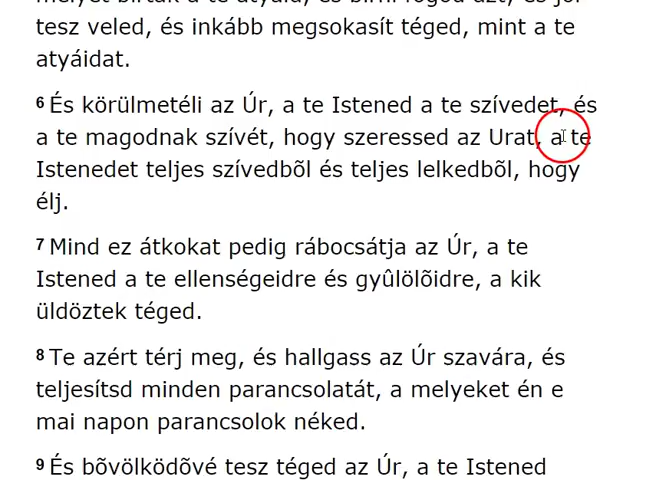 tesz veled, és inkább megsokasít téged, mint a te
atyáidat.
6 És körülmetéli az Úr, a te Istened a te szívedet, és
a te magodnak szívét, hogy szeressed az Urat, a te
Istenedet teljes szívedbõl és teljes lelkedbõl, hogy
élj.
7 Mind ez átkokat pedig rábocsátja az Úr, a te
Istened a te ellenségeidre és gyûlölõidre, a kik
üldöztek téged.
8 Te azért térj meg, és hallgass az Úr szavára, és
teljesítsd minden parancsolatát, a melyeket én e
mai napon parancsolok néked.
9 És bõvölködõvé tesz téged az Úr, a te Istened